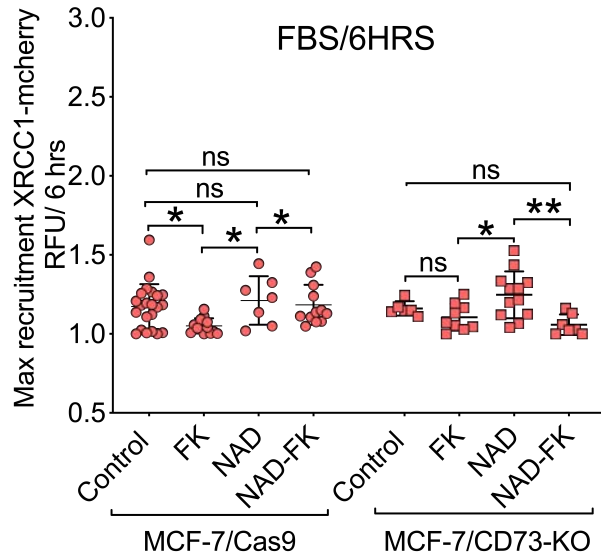 FBS/6HRS
Max recruitment XRCC1-mcherry
RFU/ 6 hrs
3.0
2.5
2.0
1.5
1.0
0.5
ns
ns
*
*
*
ns
ns
*
**
Control
FK
NAD
NAD-FK
Control
FK
NAD
NAD-FK
MCF-7/Cas9
MCF-7/CD73-KO